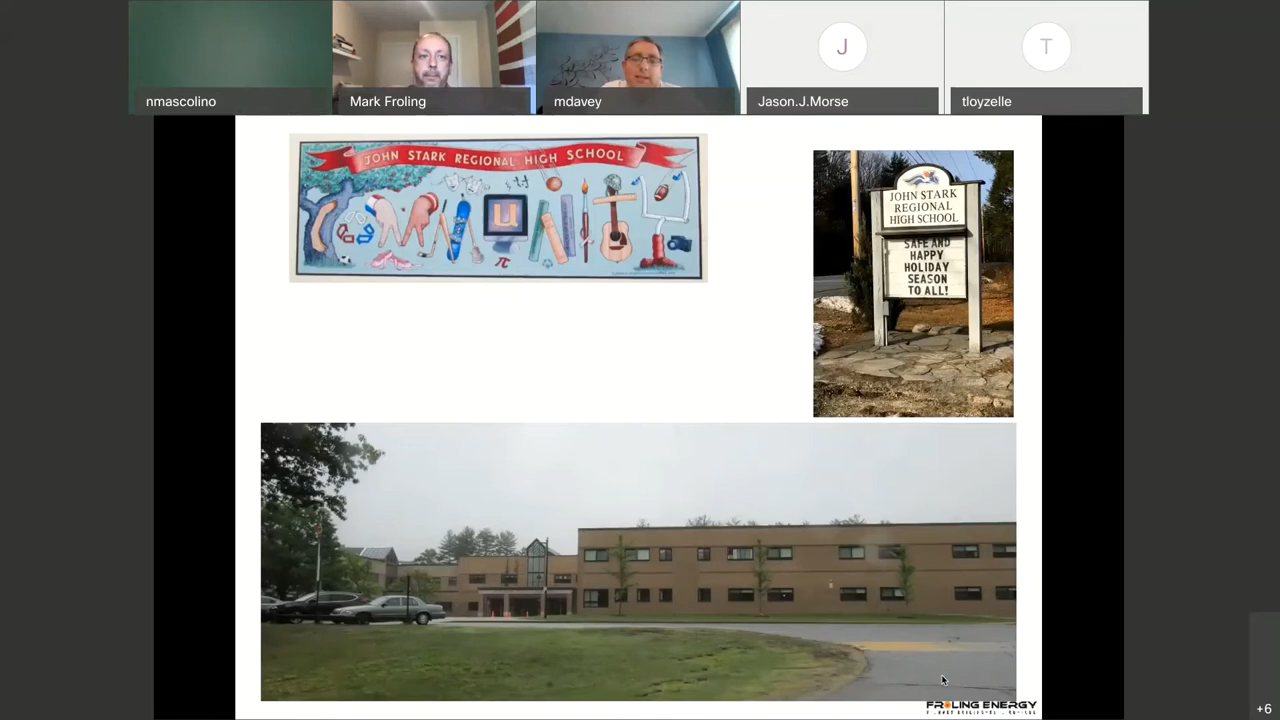 nmascolino
Mark Froling
mdavey
J
Jason.J.Morse
T
tloyzelle
JOHN STARK REGIONAL HIGH SCHOOL
COMMUNITY
π
JOHN STARK
REGIONAL
HIGH SCHOOL
SAFE AND
HAPPY
HOLIDAY
SEASON
TO ALL!
FROLING ENERGY
+6